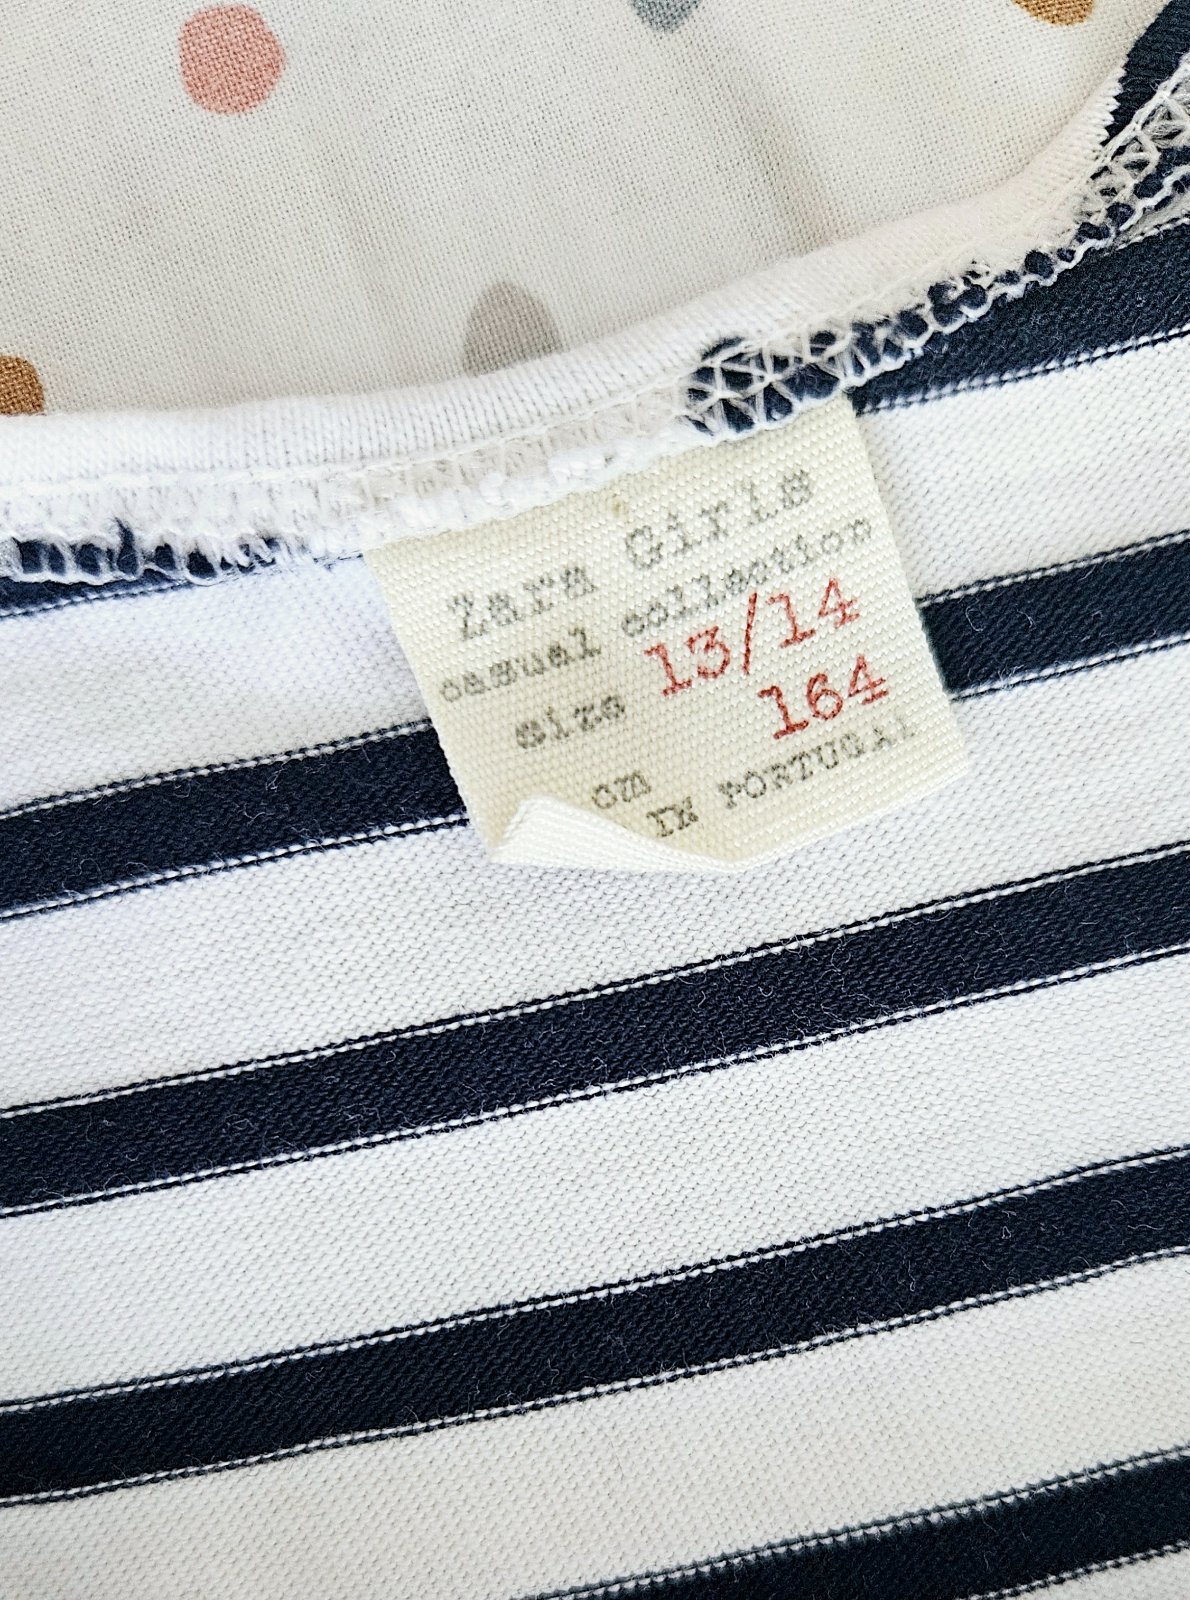 Zara Girls
casual collection
size 13/14
164
cm
IN PORTUGAL